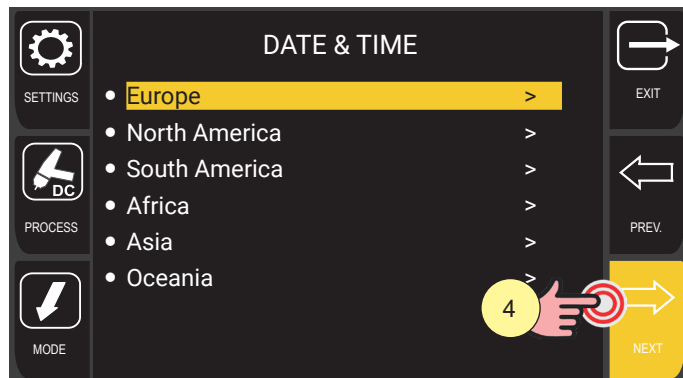 DATE & TIME
SETTINGS
DC
PROCESS
MODE
• Europe >
• North America >
• South America >
• Africa >
• Asia >
• Oceania >
4
EXIT
PREV.
NEXT